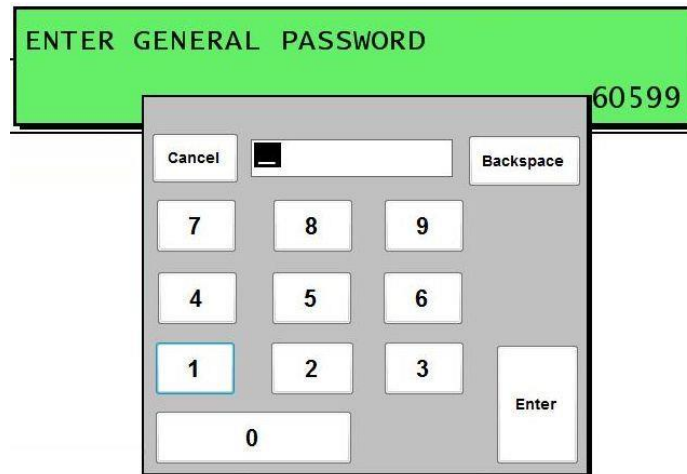 ENTER GENERAL PASSWORD
60599
Cancel
Backspace
7 8 9
4 5 6
1 2 3
Enter
0